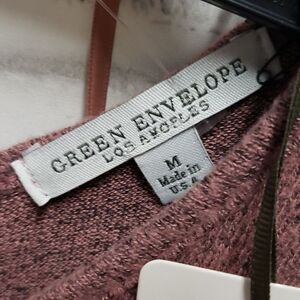 GREEN ENVELOPE
LOS ANGELES
M
Made in
U.S.A